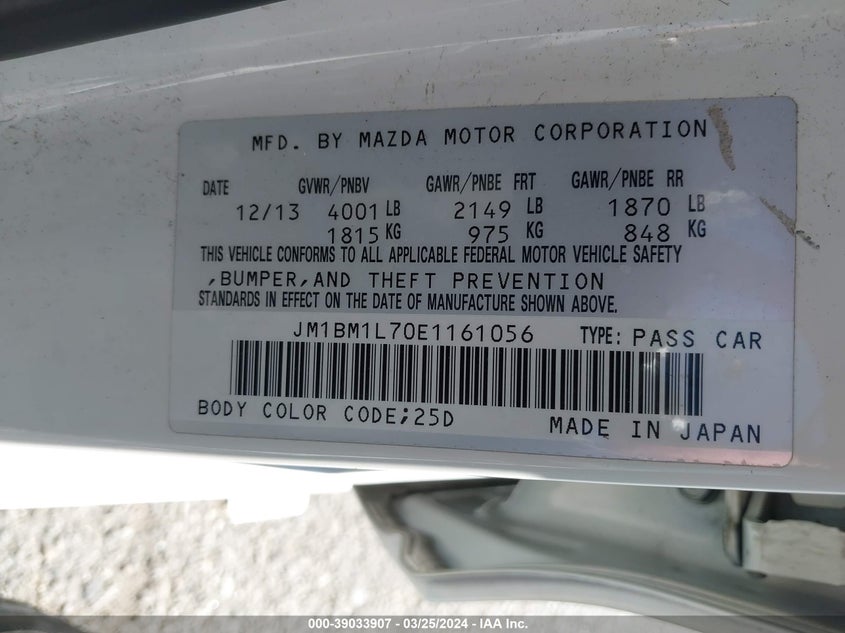 MFD. BY MAZDA MOTOR CORPORATION
DATE GVWR/PNBV GAWR/PNBE FRT GAWR/PNBE RR
12/13 4001 LB 2149 LB 1870 LB
1815 KG 975 KG 848 KG
THIS VEHICLE CONFORMS TO ALL APPLICABLE FEDERAL MOTOR VEHICLE SAFETY
,BUMPER,AND THEFT PREVENTION
STANDARDS IN EFFECT ON THE DATE OF MANUFACTURE SHOWN ABOVE.
JM1BM1L70E1161056 TYPE: PASS CAR
BODY COLOR CODE;25D MADE IN JAPAN
000-39033907 - 03/25/2024 - IAA Inc.